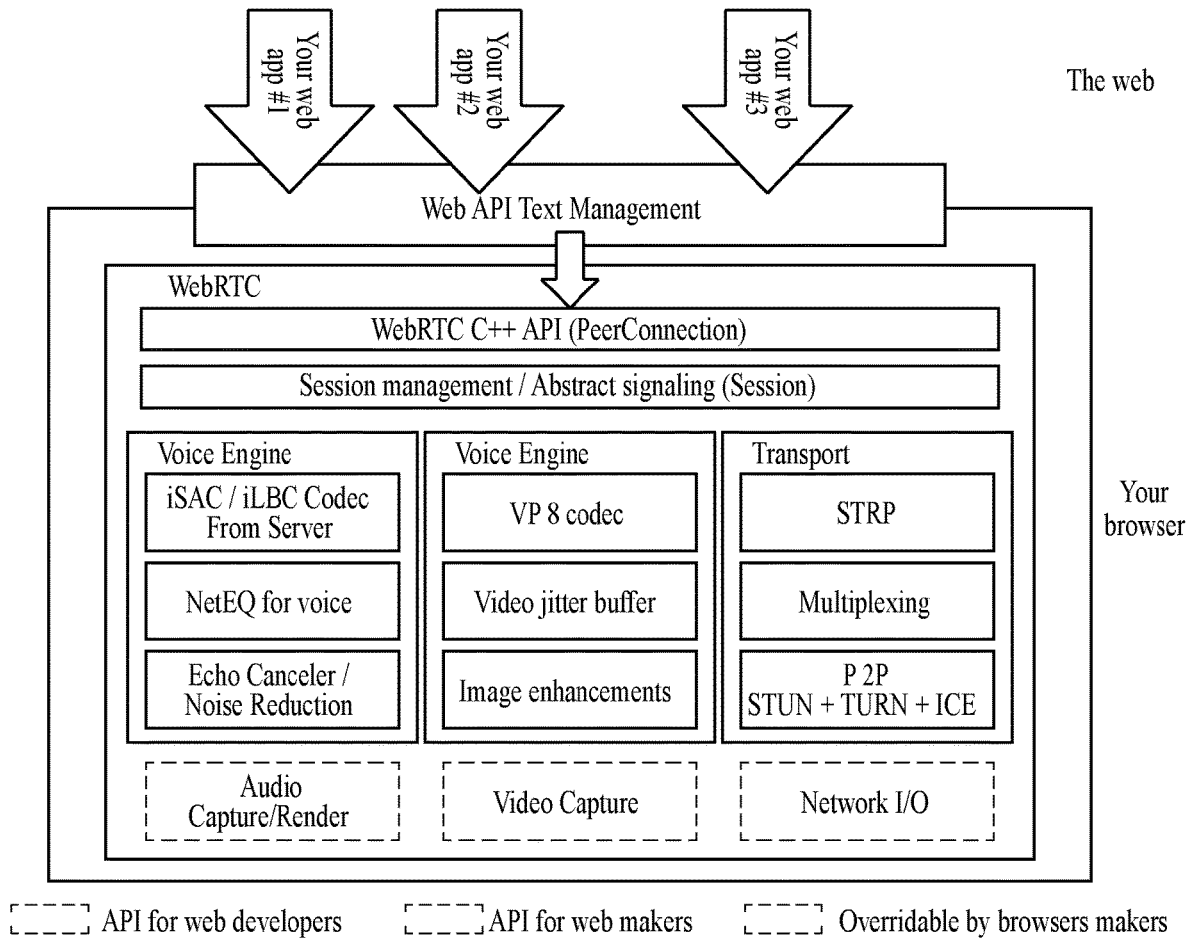 Your web
app #1
Your web
app #2
Your web
app #3
The web
Web API Text Management
WebRTC
WebRTC C++ API (PeerConnection)
Session management / Abstract signaling (Session)
Voice Engine
iSAC / iLBC Codec
From Server
NetEQ for voice
Echo Canceler /
Noise Reduction
Voice Engine
VP 8 codec
Video jitter buffer
Image enhancements
Transport
STRP
Multiplexing
P 2P
STUN + TURN + ICE
Your
browser
Audio
Capture/Render
Video Capture
Network I/O
API for web developers
API for web makers
Overridable by browsers makers